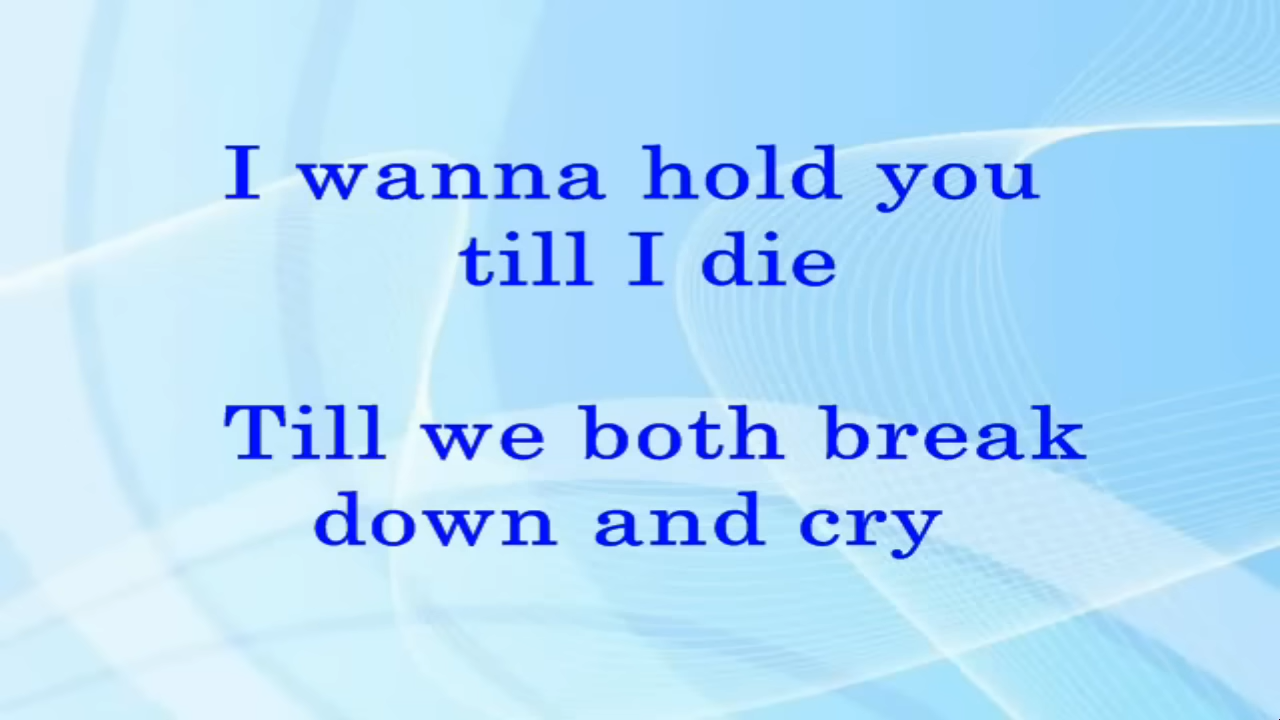 I wanna hold you
till I die
Till we both break
down and cry